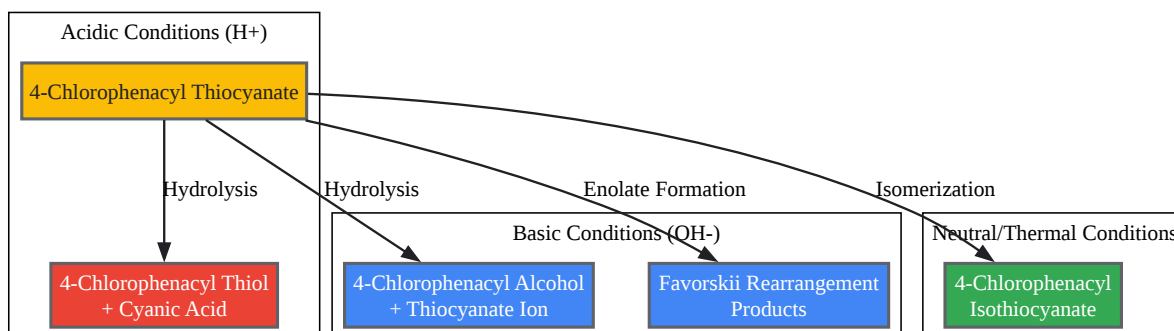 Acidic Conditions (H+)
4-Chlorophenacyl Thiocyanate
Hydrolysis
Hydrolysis
Enolate Formation
Isomerization
Basic Conditions (OH-)
Neutral/Thermal Conditions
4-Chlorophenacyl Thiol
+ Cyanic Acid
4-Chlorophenacyl Alcohol
+ Thiocyanate Ion
Favorskii Rearrangement
Products
4-Chlorophenacyl
Isothiocyanate